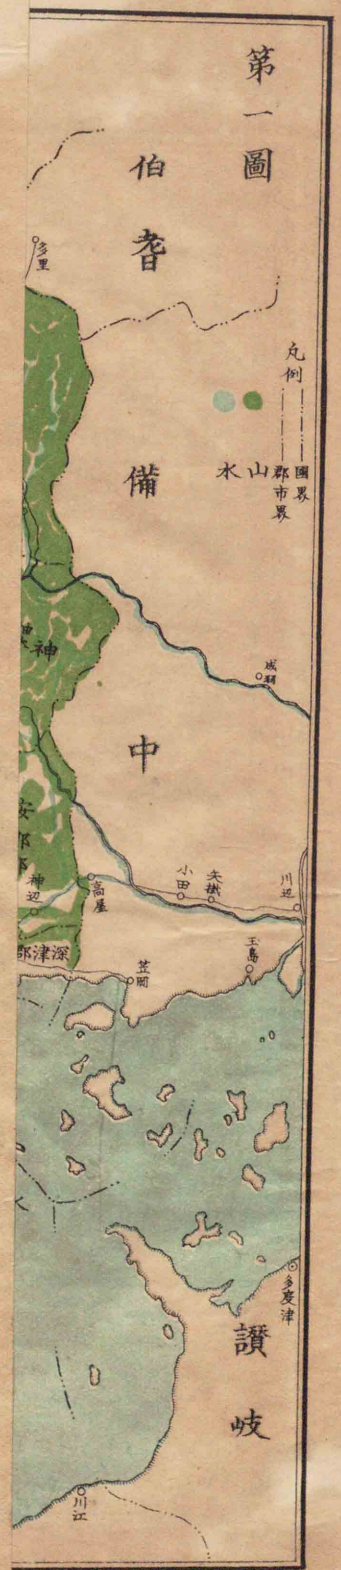 第一圖
伯耆
多里
凡例
國界
郡市界
山
水
備中
成羽
神
安那郡
神辺
高屋
小田
矢掛
川辺
深津郡
笠岡
玉島
多度津
讃岐
川江